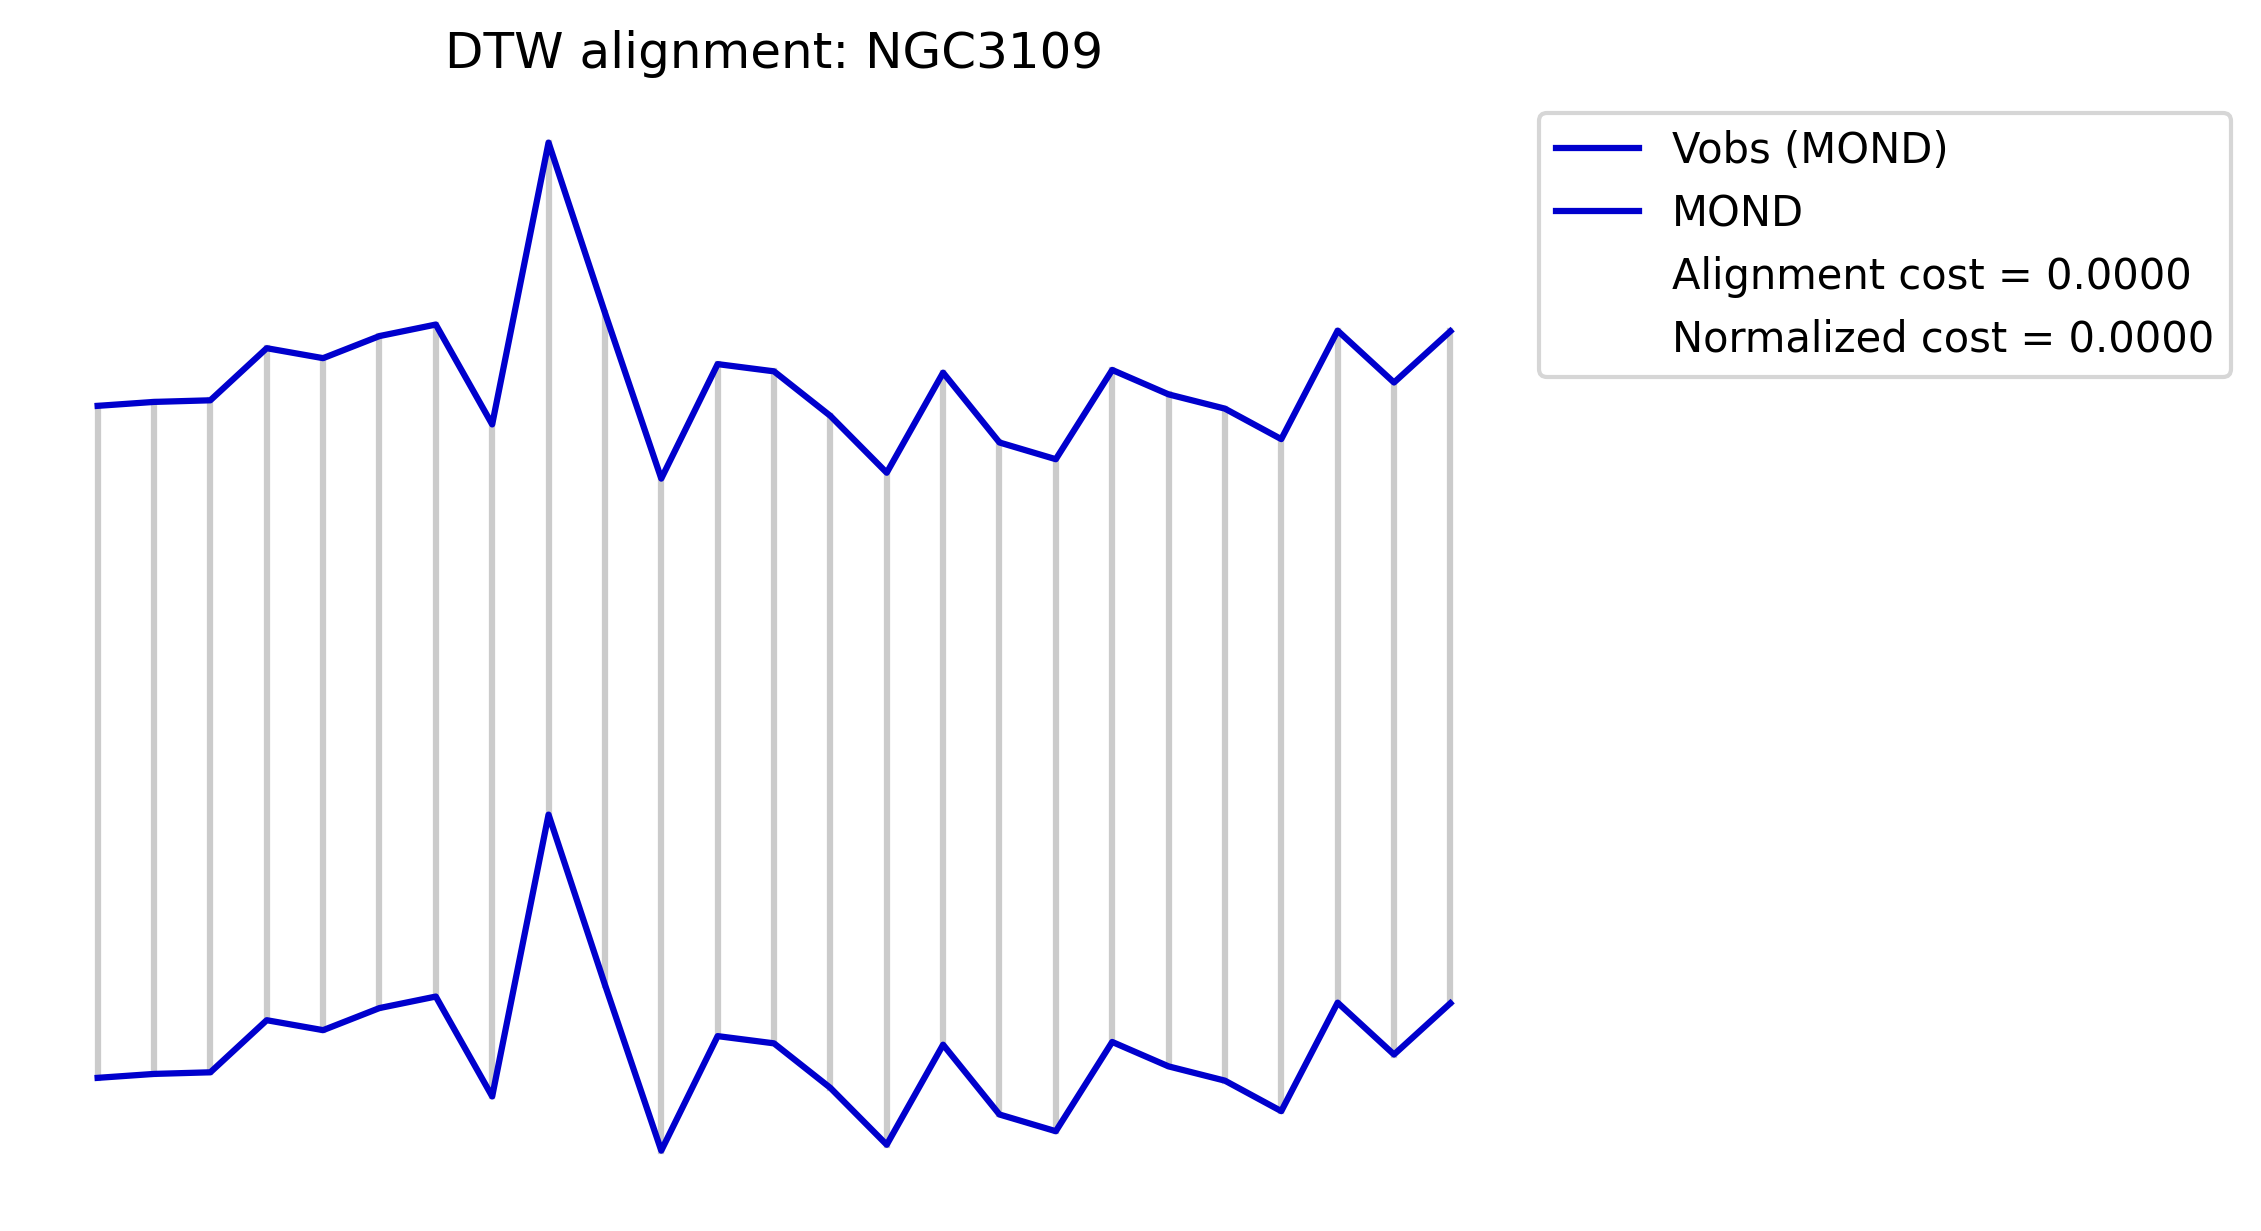 DTW alignment: NGC3109
Vobs (MOND)
MOND
Alignment cost = 0.0000
Normalized cost = 0.0000